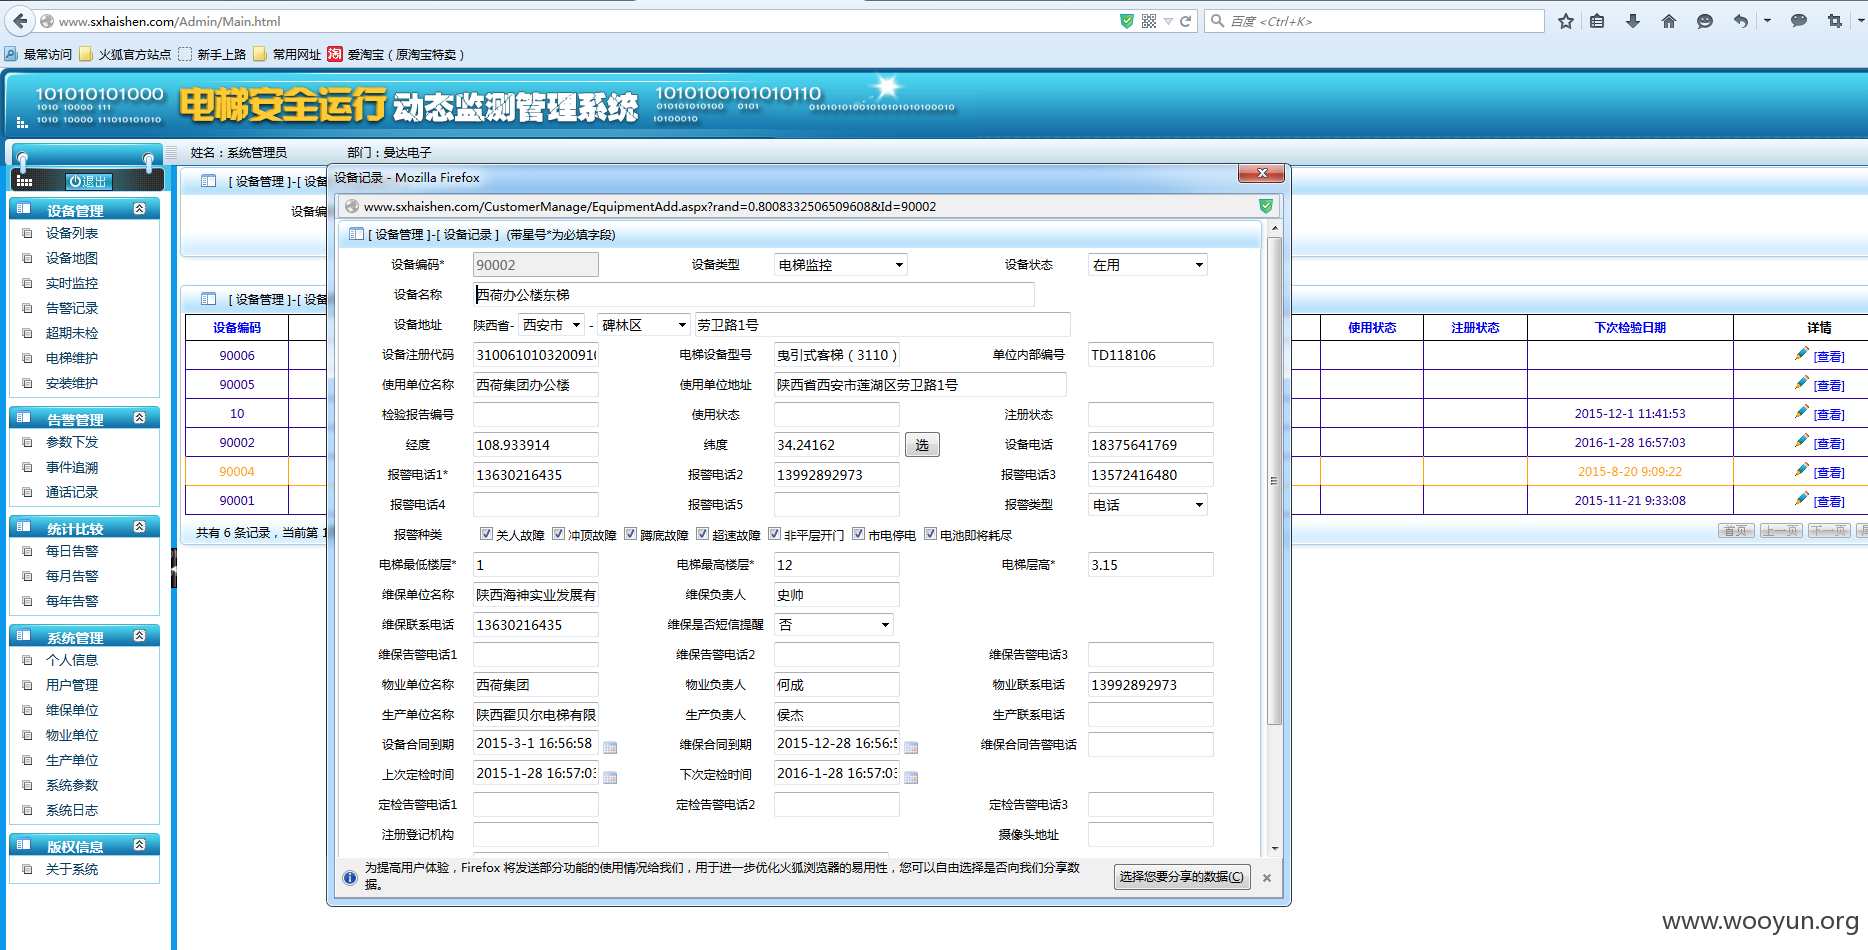 www.sxhaishen.com/Admin/Main.html
百度 <Ctrl+K>
最常访问 火狐官方站点 新手上路 常用网址 淘 爱淘宝（原淘宝特卖）
101010101000
1010 10000 111
1010 10000 111010101010
电梯安全运行 动态监测管理系统
1010100101010110
010101010100 0101
0101010100101010101010100010
10100010
姓名：系统管理员 部门：曼达电子
退出
设备管理
设备列表
设备地图
实时监控
告警记录
超期未检
电梯维护
安装维护
告警管理
参数下发
事件追溯
通话记录
统计比较
每日告警
每月告警
每年告警
系统管理
个人信息
用户管理
维保单位
物业单位
生产单位
系统参数
系统日志
版权信息
关于系统
[ 设备管理 ]-[ 设备
设备编
[ 设备管理 ]-[ 设备
设备编码 使用状态 注册状态 下次检验日期 详情
90006 [查看]
90005 [查看]
10 2015-12-1 11:41:53 [查看]
90002 2016-1-28 16:57:03 [查看]
90004 2015-8-20 9:09:22 [查看]
90001 2015-11-21 9:33:08 [查看]
共有 6 条记录，当前第 1 首页 上一页 下一页
设备记录 - Mozilla Firefox
www.sxhaishen.com/CustomerManage/EquipmentAdd.aspx?rand=0.8008332506509608&Id=90002
[ 设备管理 ]-[ 设备记录 ] (带星号*为必填字段)
设备编码* 90002 设备类型 电梯监控 设备状态 在用
设备名称 西荷办公楼东梯
设备地址 陕西省- 西安市 - 碑林区 劳卫路1号
设备注册代码 3100610103200910 电梯设备型号 曳引式客梯（3110） 单位内部编号 TD118106
使用单位名称 西荷集团办公楼 使用单位地址 陕西省西安市莲湖区劳卫路1号
检验报告编号 使用状态 注册状态
经度 108.933914 纬度 34.24162 选 设备电话 18375641769
报警电话1* 13630216435 报警电话2 13992892973 报警电话3 13572416480
报警电话4 报警电话5 报警类型 电话
报警种类 关人故障 冲顶故障 蹲底故障 超速故障 非平层开门 市电停电 电池即将耗尽
电梯最低楼层* 1 电梯最高楼层* 12 电梯层高* 3.15
维保单位名称 陕西海神实业发展有 维保负责人 史帅
维保联系电话 13630216435 维保是否短信提醒 否
维保告警电话1 维保告警电话2 维保告警电话3
物业单位名称 西荷集团 物业负责人 何成 物业联系电话 13992892973
生产单位名称 陕西霍贝尔电梯有限 生产负责人 侯杰 生产联系电话
设备合同到期 2015-3-1 16:56:58 维保合同到期 2015-12-28 16:56:5 维保合同告警电话
上次定检时间 2015-1-28 16:57:03 下次定检时间 2016-1-28 16:57:03
定检告警电话1 定检告警电话2 定检告警电话3
注册登记机构 摄像头地址
为提高用户体验，Firefox 将发送部分功能的使用情况给我们，用于进一步优化火狐浏览器的易用性，您可以自由选择是否向我们分享数
据。
选择您要分享的数据(C)
www.wooyun.org